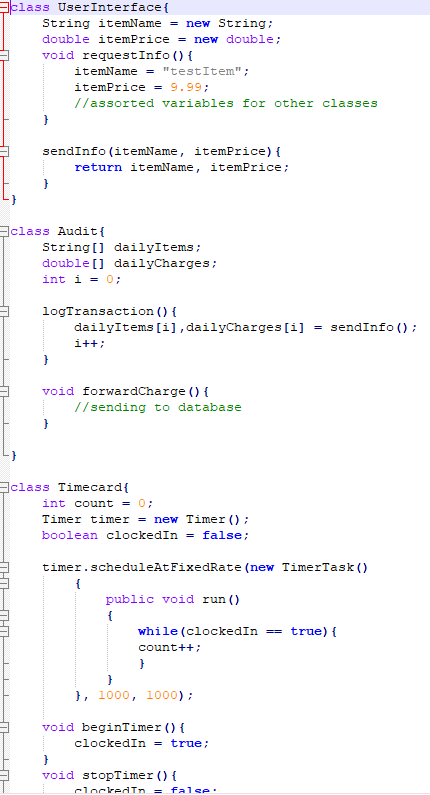 class UserInterface{
    String itemName = new String;
    double itemPrice = new double;
    void requestInfo(){
        itemName = "testItem";
        itemPrice = 9.99;
        //assorted variables for other classes
    }

    sendInfo(itemName, itemPrice){
        return itemName, itemPrice;
    }
}

class Audit{
    String[] dailyItems;
    double[] dailyCharges;
    int i = 0;

    logTransaction(){
        dailyItems[i],dailyCharges[i] = sendInfo();
        i++;
    }

    void forwardCharge(){
        //sending to database
    }

}

class Timecard{
    int count = 0;
    Timer timer = new Timer();
    boolean clockedIn = false;

    timer.scheduleAtFixedRate(new TimerTask()
        {
            public void run()
            {
                while(clockedIn == true){
                count++;
                }
            }
        }, 1000, 1000);

    void beginTimer(){
        clockedIn = true;
    }
    void stopTimer(){
        clockedIn = false;